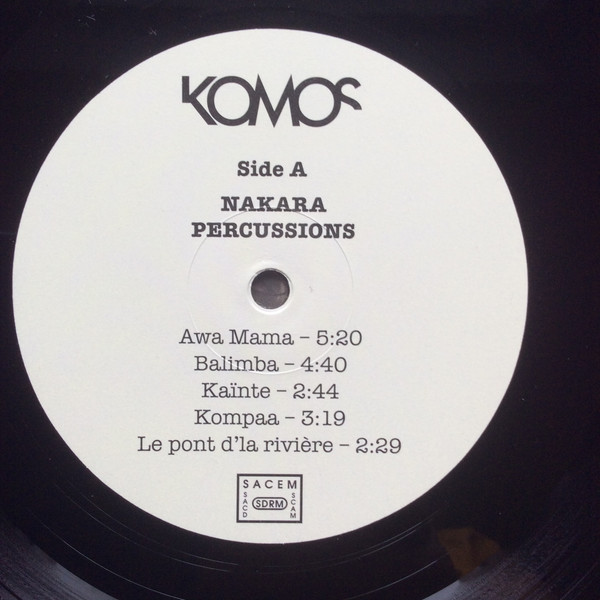 KOMOS
Side A
NAKARA
PERCUSSIONS
Awa Mama – 5:20
Balimba – 4:40
Kaïnte – 2:44
Kompaa – 3:19
Le pont d'la rivière – 2:29
SACEM
SACD
SDRM
SCAM